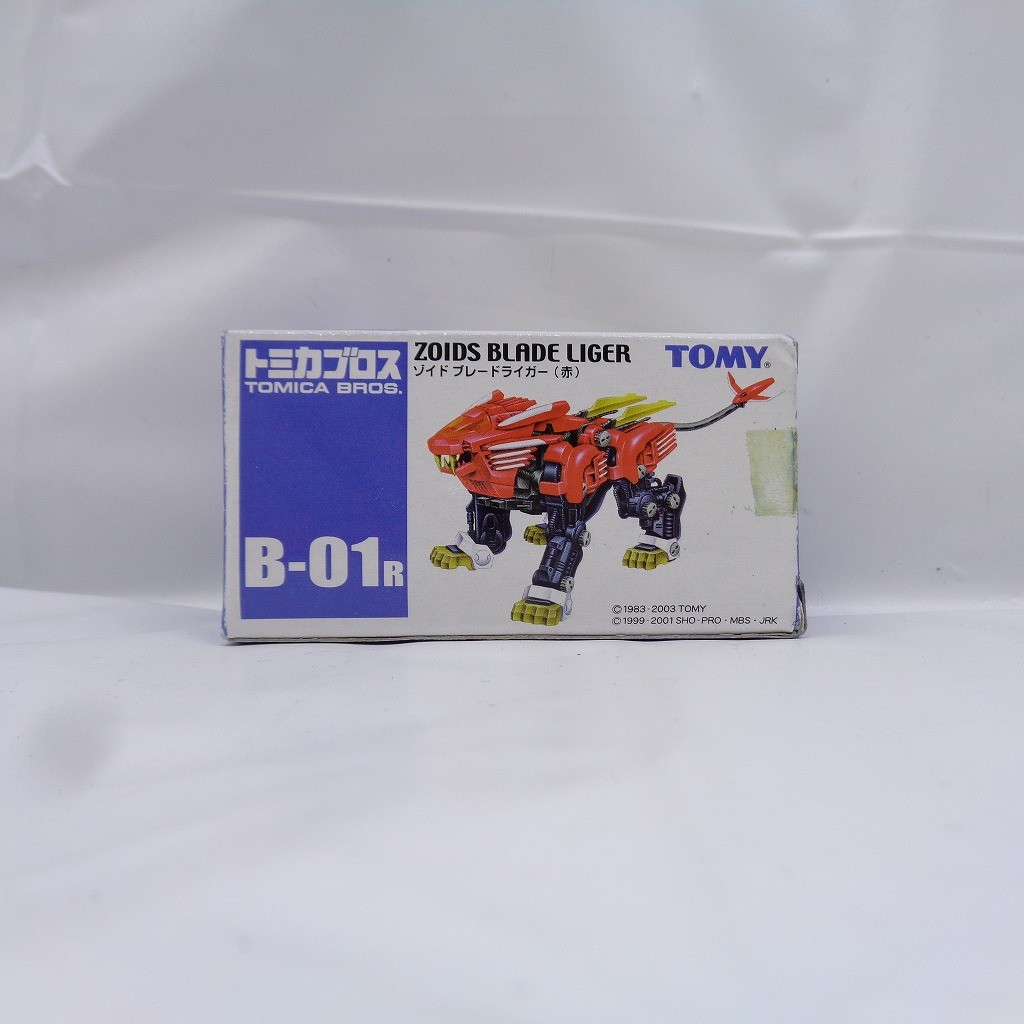 トミカブロス
TOMICA BROS.
B-01R
ZOIDS BLADE LIGER
ゾイド ブレードライガー（赤）
TOMY®
©1983-2003 TOMY
©1999-2001 SHO-PRO・MBS・JRK